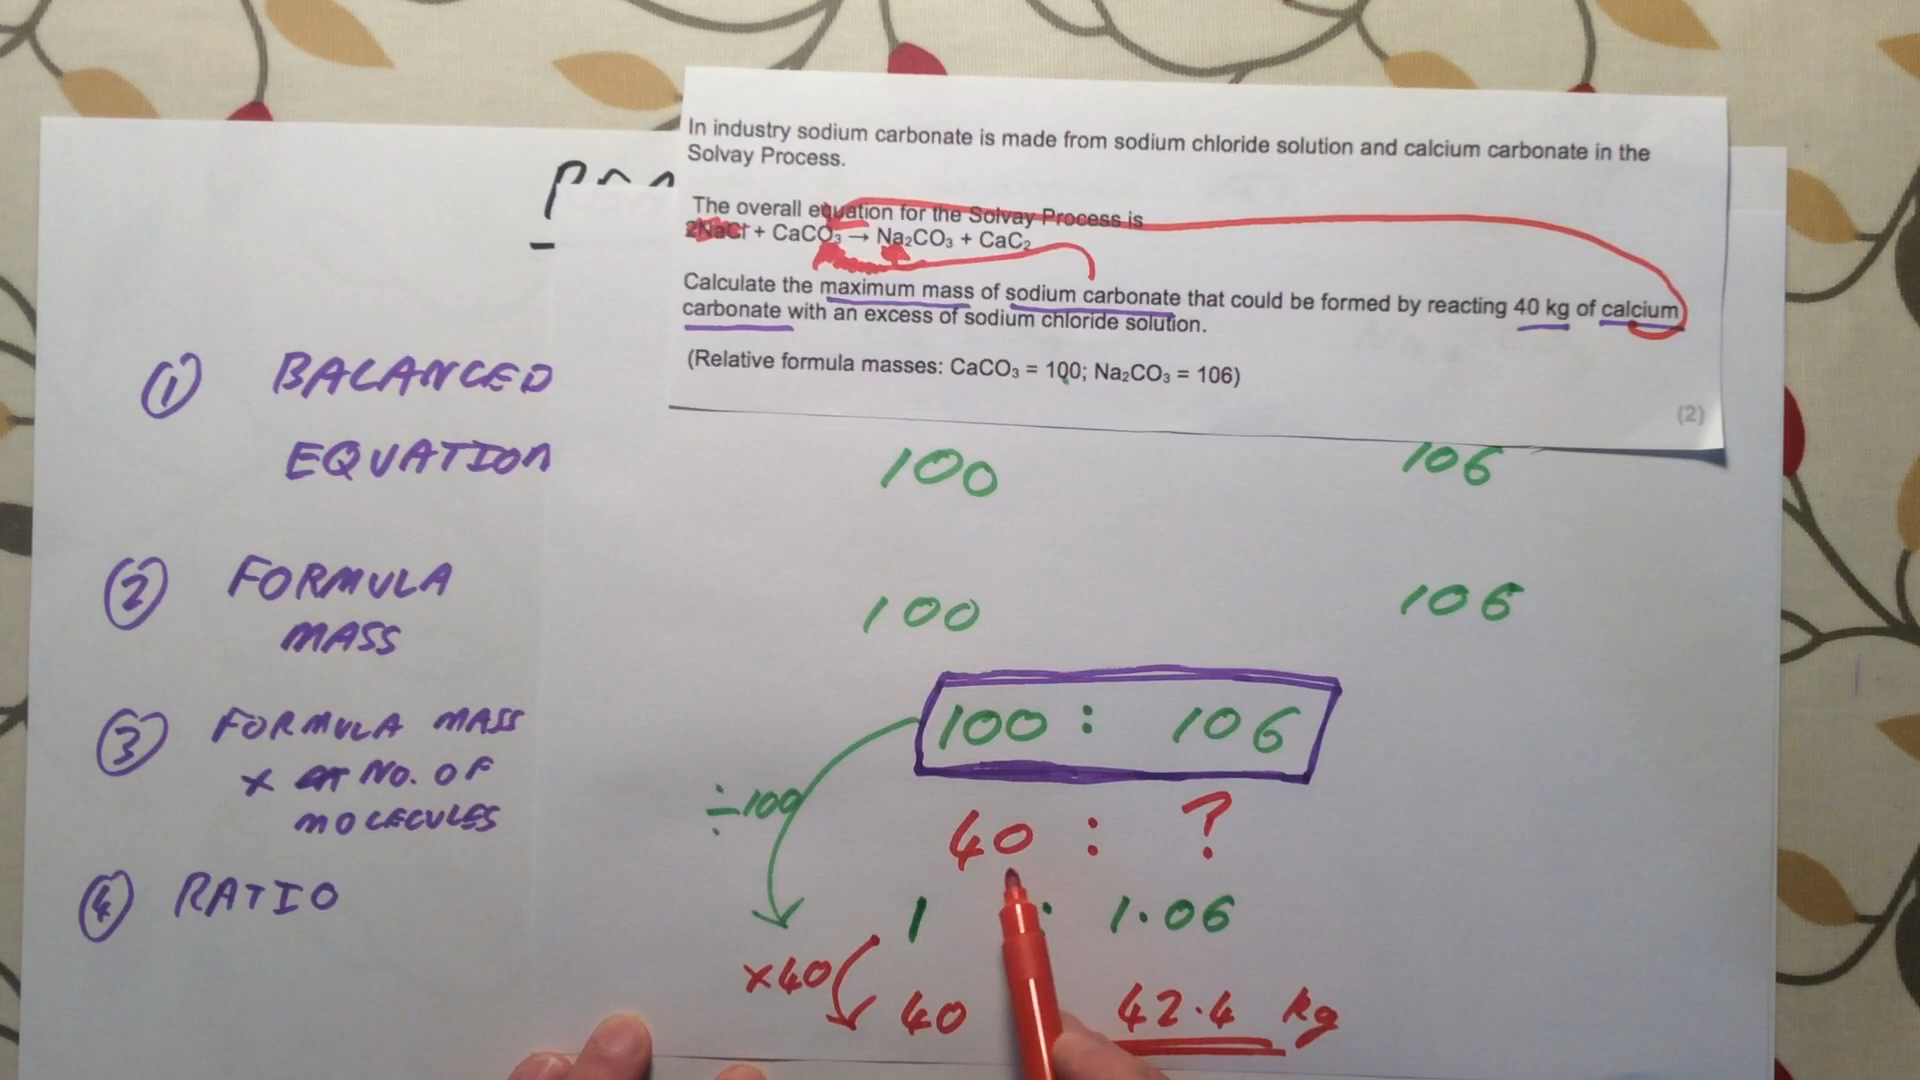 In industry sodium carbonate is made from sodium chloride solution and calcium carbonate in the
Solvay Process.
The overall equation for the Solvay Process is
2NaCl + CaCO₃ → Na₂CO₃ + CaC₂
Calculate the maximum mass of sodium carbonate that could be formed by reacting 40 kg of calcium
carbonate with an excess of sodium chloride solution.
(Relative formula masses: CaCO₃ = 100; Na₂CO₃ = 106)
(2)
① BALANCED
EQUATION
100 106
② FORMULA
MASS
100 106
③ FORMULA MASS
x NO. OF
MOLECULES
100 : 106
÷100
40 : ?
④ RATIO
1 : 1.06
x40
40 42.4 kg